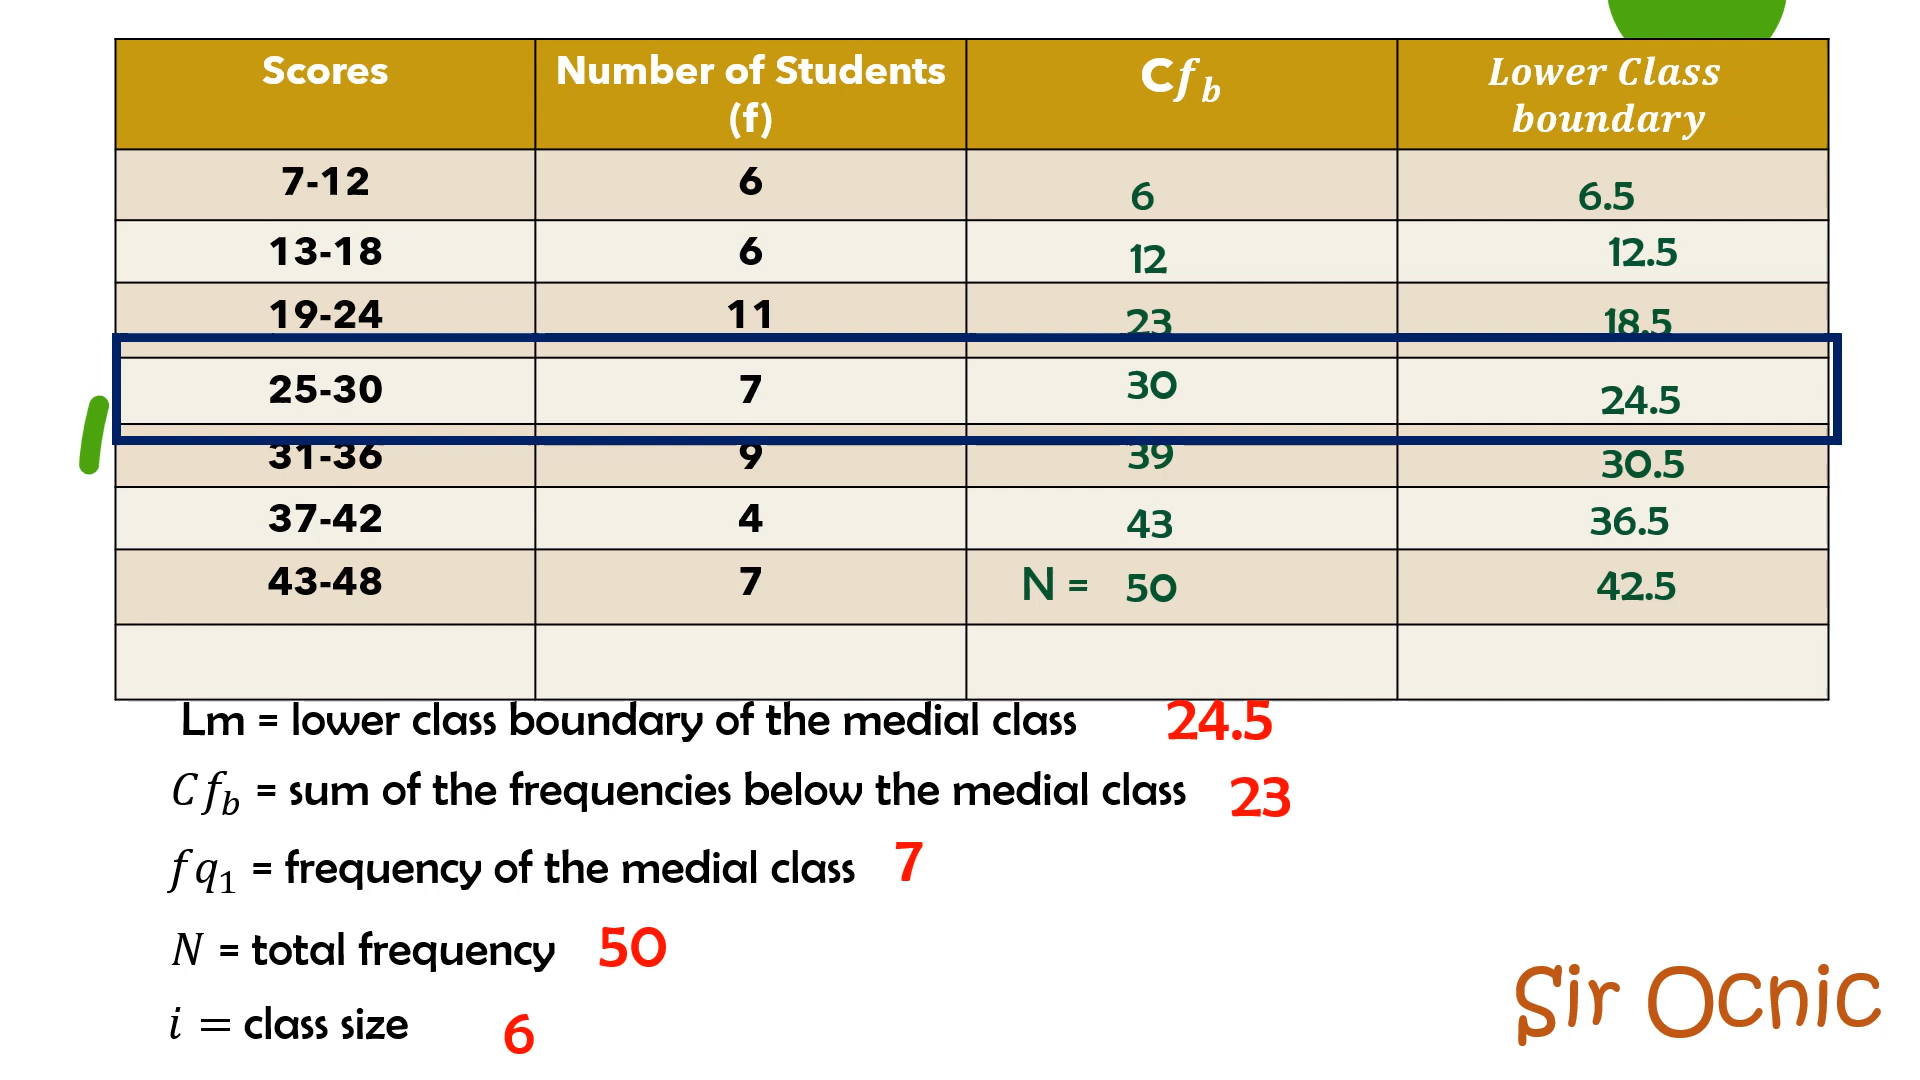 Scores Number of Students (f) Cf_b Lower Class boundary
7-12 6 6 6.5
13-18 6 12 12.5
19-24 11 23 18.5
25-30 7 30 24.5
31-36 9 39 30.5
37-42 4 43 36.5
43-48 7 N = 50 42.5
Lm = lower class boundary of the medial class 24.5
Cf_b = sum of the frequencies below the medial class 23
fq_1 = frequency of the medial class 7
N = total frequency 50
i = class size 6
Sir Ocnic